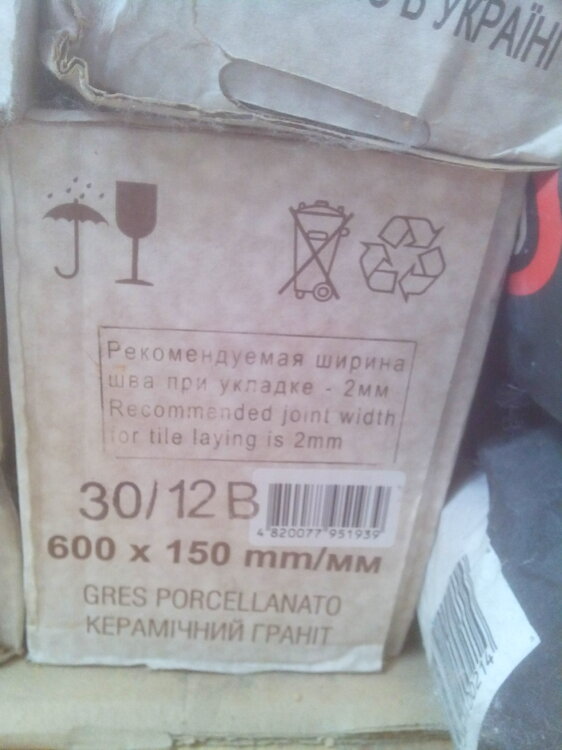 В УКРАЇНІ
Рекомендуемая ширина
шва при укладке - 2мм
Recommended joint width
for tile laying is 2mm
30/12В
4 820077 951939
600 x 150 mm/мм
GRES PORCELLANATO
КЕРАМІЧНИЙ ГРАНІТ